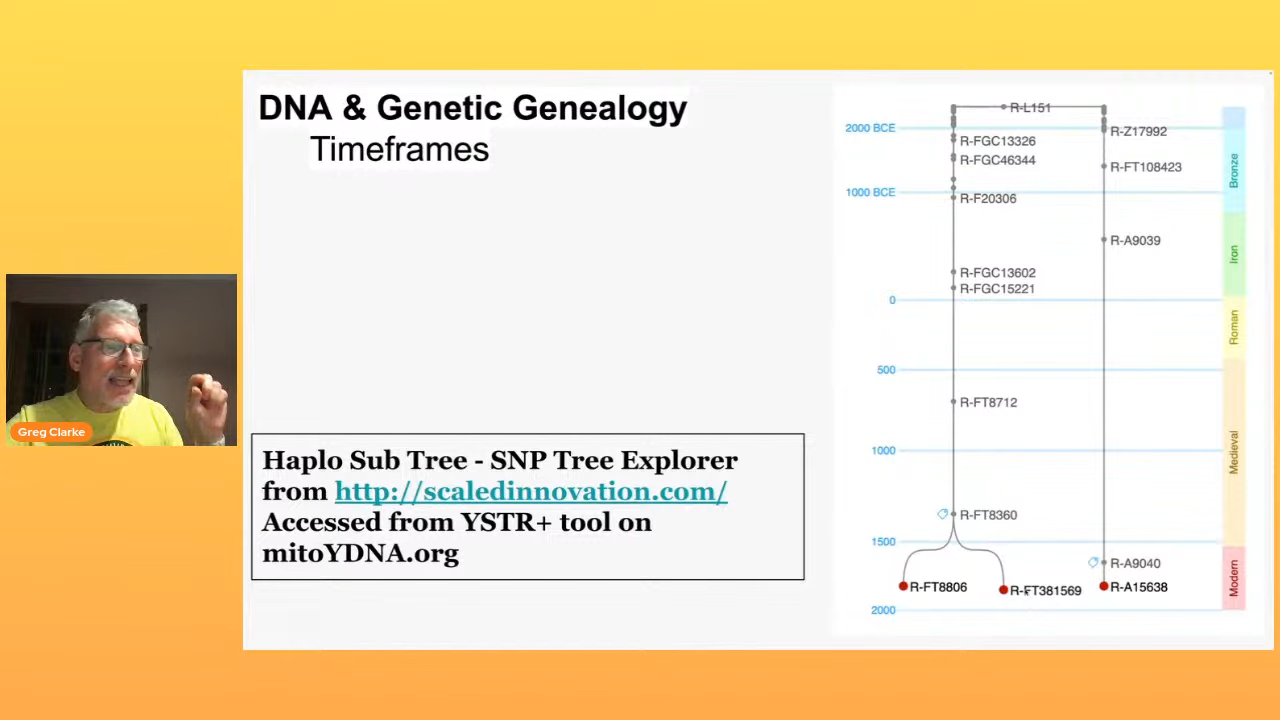 DNA & Genetic Genealogy
Timeframes
Greg Clarke
Haplo Sub Tree - SNP Tree Explorer
from http://scaledinnovation.com/
Accessed from YSTR+ tool on
mitoYDNA.org
R-L151
2000 BCE
R-Z17992
R-FGC13326
R-FGC46344
R-FT108423
Bronze
1000 BCE
R-F20306
R-A9039
Iron
R-FGC13602
R-FGC15221
0
Roman
500
R-FT8712
1000
Medieval
R-FT8360
1500
R-A9040
Modern
R-FT8806
R-FT381569
R-A15638
2000